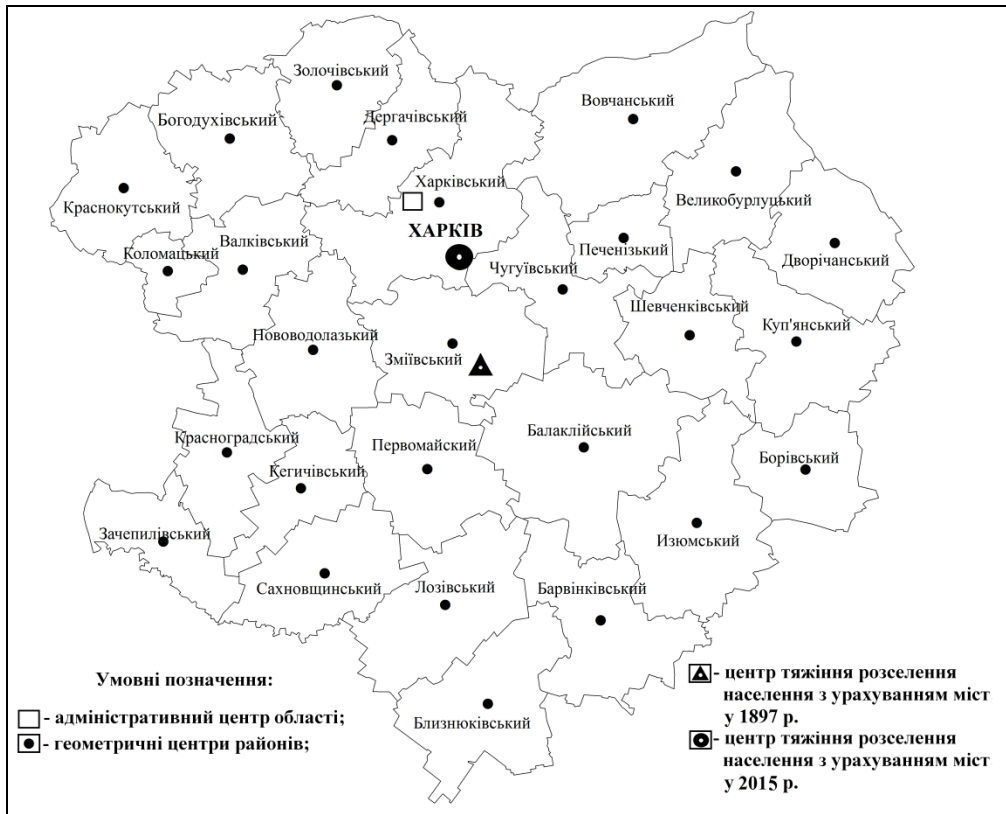 Золочівський
Вовчанський
Богодухівський
Дергачівський
Харківський
Великобурлуцький
Краснокутський
ХАРКІВ
Валківський
Коломацький
Печенізький
Дворічанський
Чугуївський
Шевченківський
Куп'янський
Нововодолазький
Зміївський
Балаклійський
Красноградський
Первомайский
Борівський
Кегичівський
Зачепилівський
Изюмський
Сахновщинський
Лозівський
Барвінківський
Близнюківський
Умовні позначення:
- адміністративний центр області;
- геометричні центри районів;
- центр тяжіння розселення
населення з урахуванням міст
у 1897 р.
- центр тяжіння розселення
населення з урахуванням міст
у 2015 р.